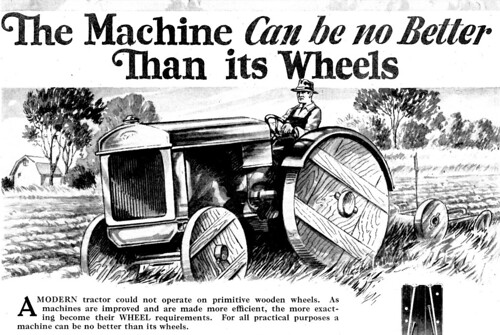 The Machine Can be no Better
Than its Wheels
A MODERN tractor could not operate on primitive wooden wheels. As
machines are improved and are made more efficient, the more exact-
ing become their WHEEL requirements. For all practical purposes a
machine can be no better than its wheels.